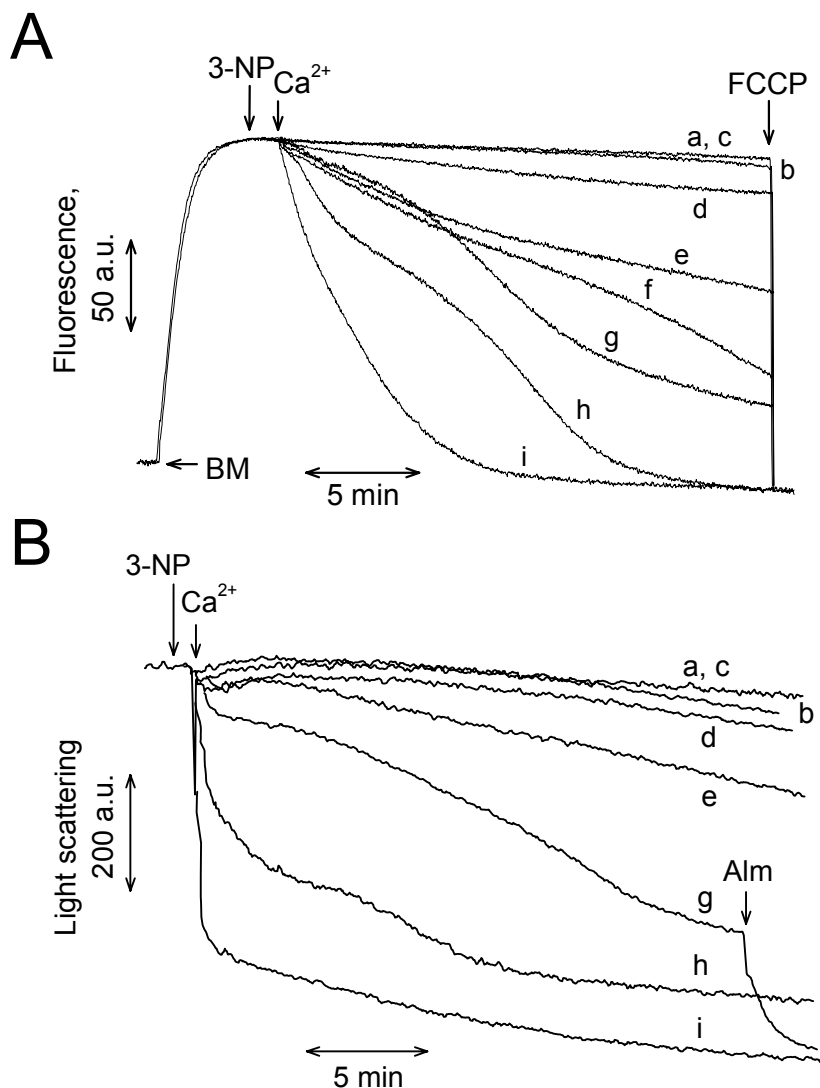 A
3-NP
Ca²⁺
FCCP
a, c
b
d
e
f
g
h
i
Fluorescence,
50 a.u.
BM
5 min
B
3-NP
Ca²⁺
a, c
b
d
e
Alm
g
h
i
Light scattering
200 a.u.
5 min